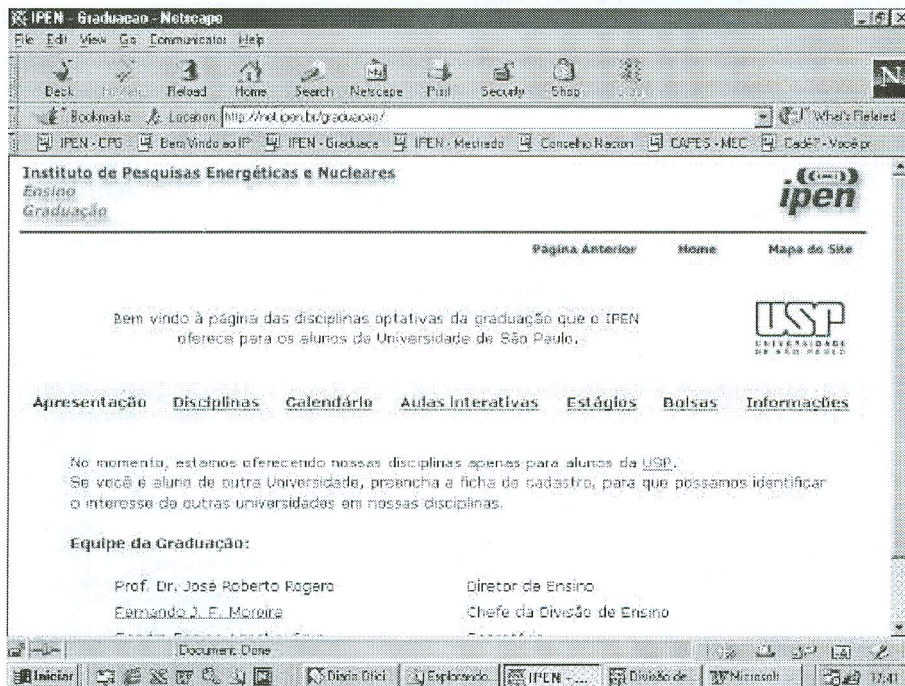 IPEN - Graduacao - Netscape
File Edit View Go Communicator Help
Back Reload Home Search Netscape Print Security Shop
Bookmarks Location: http://net.ipen.br/graduacao/ What's Related
IPEN - CPG Bem Vindo ao IP IPEN - Graduaca IPEN - Mestrado Conselho Nacion CAPES - MEC Cadê? - Você pr
Instituto de Pesquisas Energéticas e Nucleares
Ensino
Graduação
ipen
Página Anterior Home Mapa do Site
Bem vindo à página das disciplinas optativas da graduação que o IPEN
oferece para os alunos da Universidade de São Paulo.
USP
UNIVERSIDADE
DE SÃO PAULO
Apresentação Disciplinas Calendário Aulas Interativas Estágios Bolsas Informações
No momento, estamos oferecendo nossas disciplinas apenas para alunos da USP.
Se você é aluno de outra Universidade, preencha a ficha de cadastro, para que possamos identificar
o interesse de outras universidades em nossas disciplinas.
Equipe da Graduação:
Prof. Dr. José Roberto Rogero Diretor de Ensino
Fernando J. F. Moreira Chefe da Divisão de Ensino
Document: Done
Iniciar Explorando IPEN - ... Divisão de... Microsoft 12:41